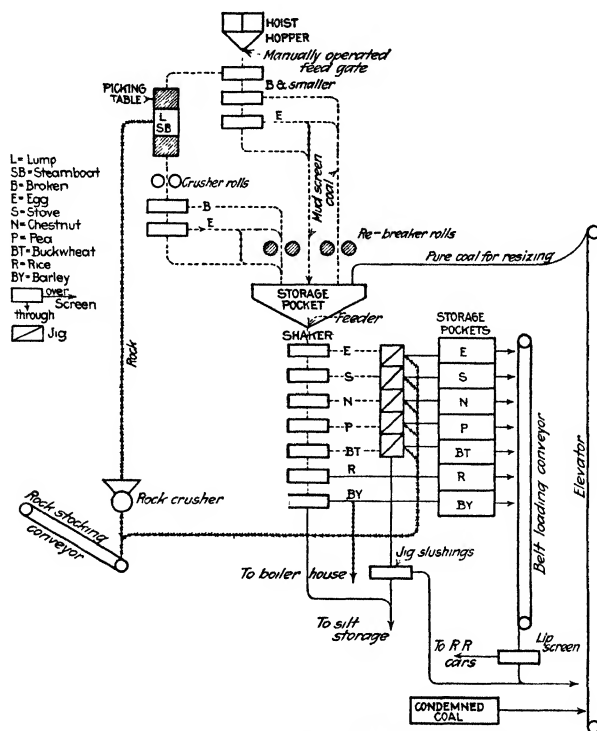 HOIST
HOPPER
Manually operated
feed gate
B & smaller
PICKING
TABLE
L
SB
E
L = Lump
SB = Steamboat
B = Broken
E = Egg
S = Stove
N = Chestnut
P = Pea
BT = Buckwheat
R = Rice
BY = Barley
over
Screen
through
Jig
Crusher rolls
B
E
Mud screen
coal
Re-breaker rolls
Pure coal for resizing
STORAGE
POCKET
Feeder
SHAKER
STORAGE
POCKETS
E
E
S
S
N
N
P
P
BT
BT
R
R
BY
BY
Rock
Rock crusher
Rock stocking
conveyor
Belt loading conveyor
Elevator
To boiler house
Jig slushings
To silt
storage
To R R
cars
Lip
screen
CONDEMNED
COAL